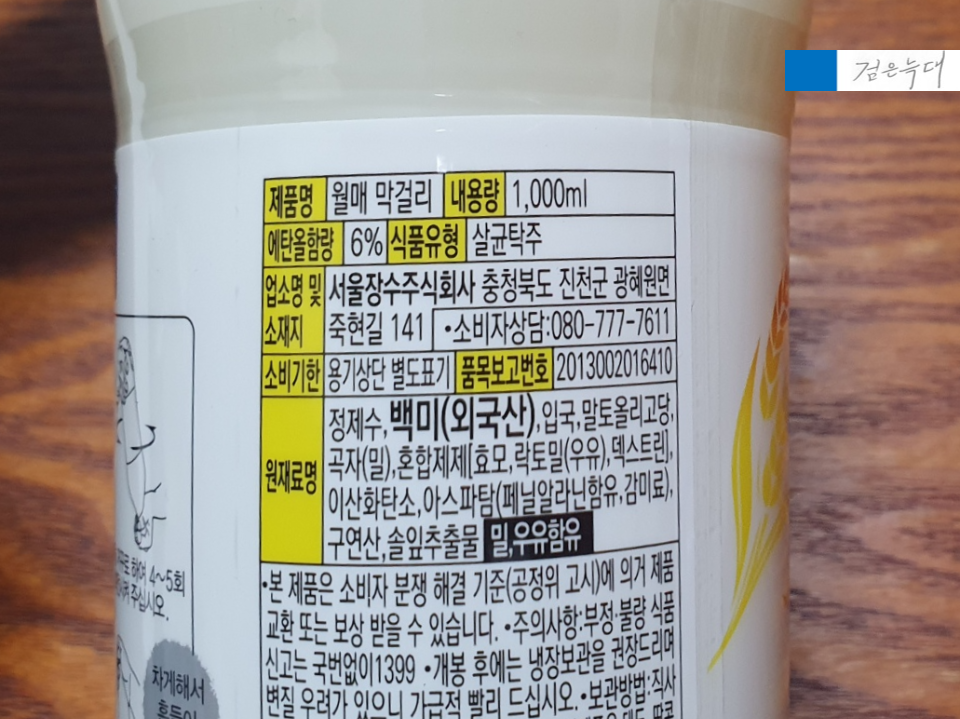 검은늑대
제품명 월매 막걸리 내용량 1,000ml
에탄올함량 6% 식품유형 살균탁주
업소명 및 서울장수주식회사 충청북도 진천군 광혜원면
소재지 죽현길 141 •소비자상담:080-777-7611
소비기한 용기상단 별도표기 품목보고번호 2013002016410
정제수, 백미(외국산), 입국, 말토올리고당,
원재료명 곡자(밀), 혼합제제[효모, 락토밀(우유), 덱스트린],
이산화탄소, 아스파탐(페닐알라닌함유, 감미료),
구연산, 솔잎추출물 밀,우유함유
•본 제품은 소비자 분쟁 해결 기준(공정위 고시)에 의거 제품
교환 또는 보상 받을 수 있습니다. •주의사항:부정·불량 식품
신고는 국번없이1399 •개봉 후에는 냉장보관을 권장드리며
변질 우려가 있으니 가급적 빨리 드십시오. •보관방법:직사
하여 4~5회
주십시오.
차게해서